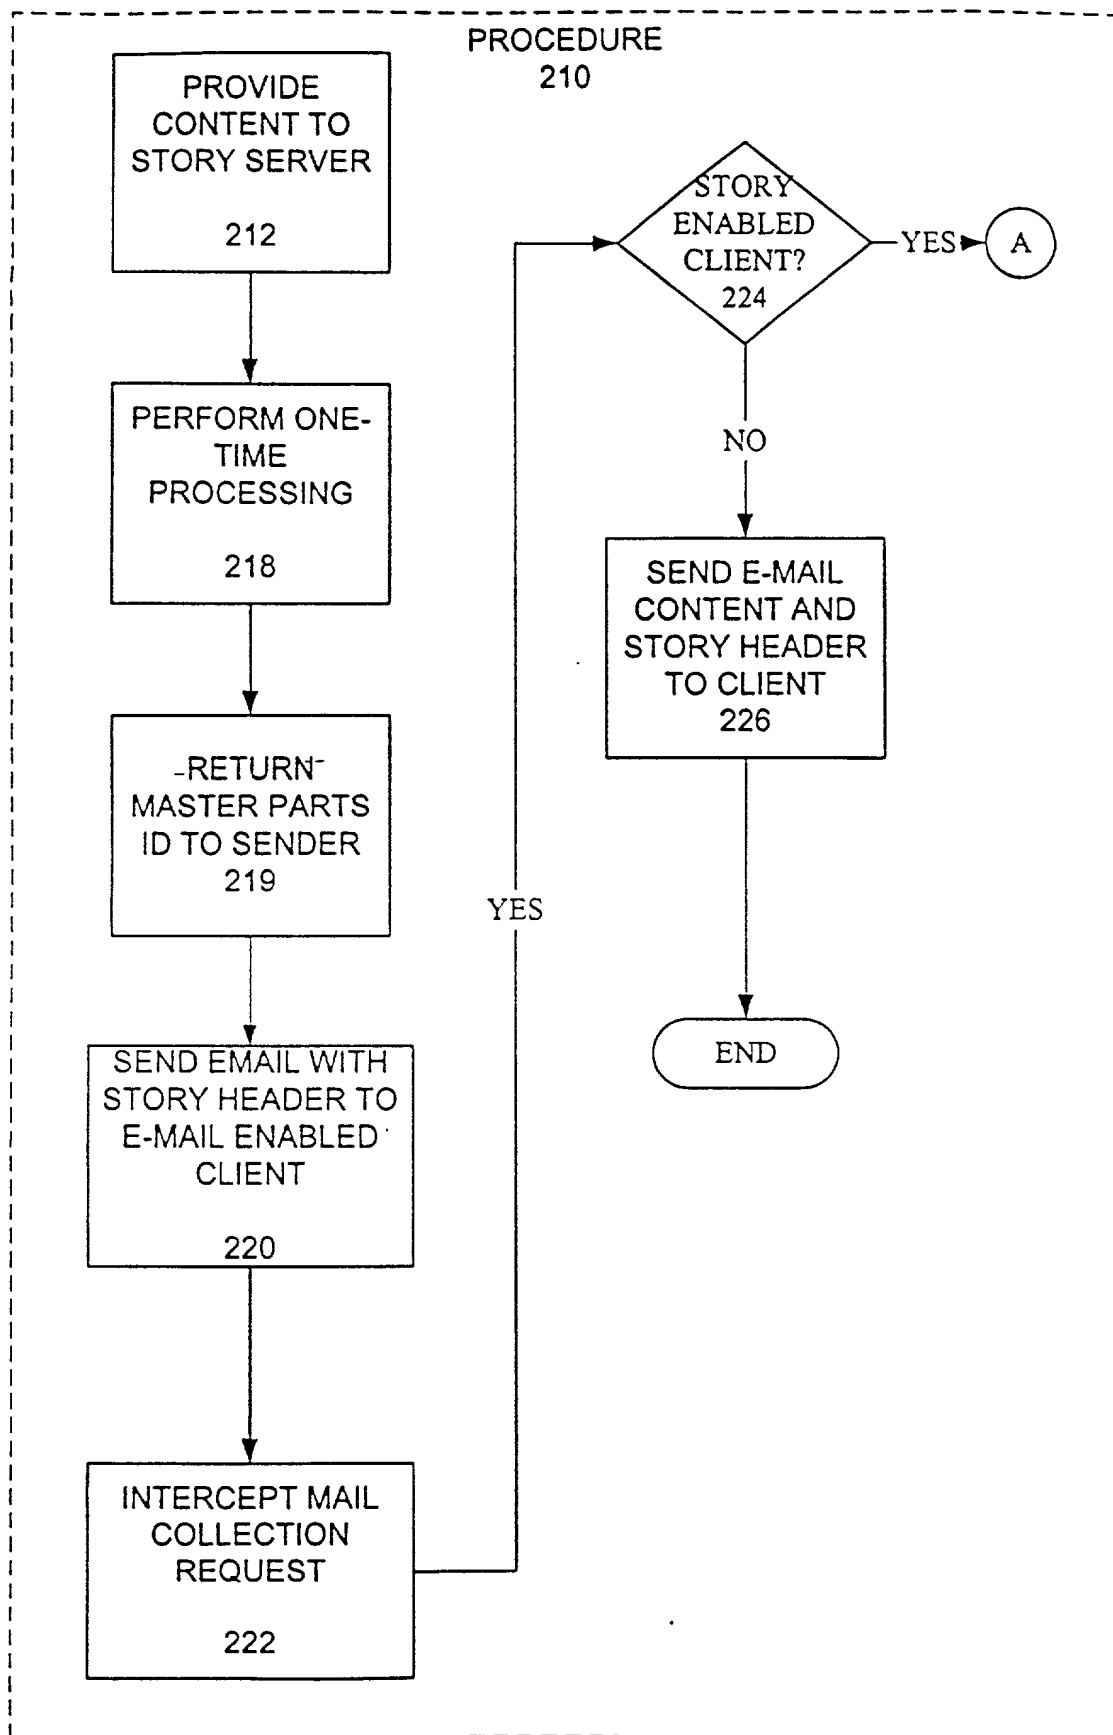 PROCEDURE
210
PROVIDE
CONTENT TO
STORY SERVER
212
PERFORM ONE-
TIME
PROCESSING
218
RETURN
MASTER PARTS
ID TO SENDER
219
SEND EMAIL WITH
STORY HEADER TO
E-MAIL ENABLED
CLIENT
220
INTERCEPT MAIL
COLLECTION
REQUEST
222
YES
STORY
ENABLED
CLIENT?
224
YES
A
NO
SEND E-MAIL
CONTENT AND
STORY HEADER
TO CLIENT
226
END